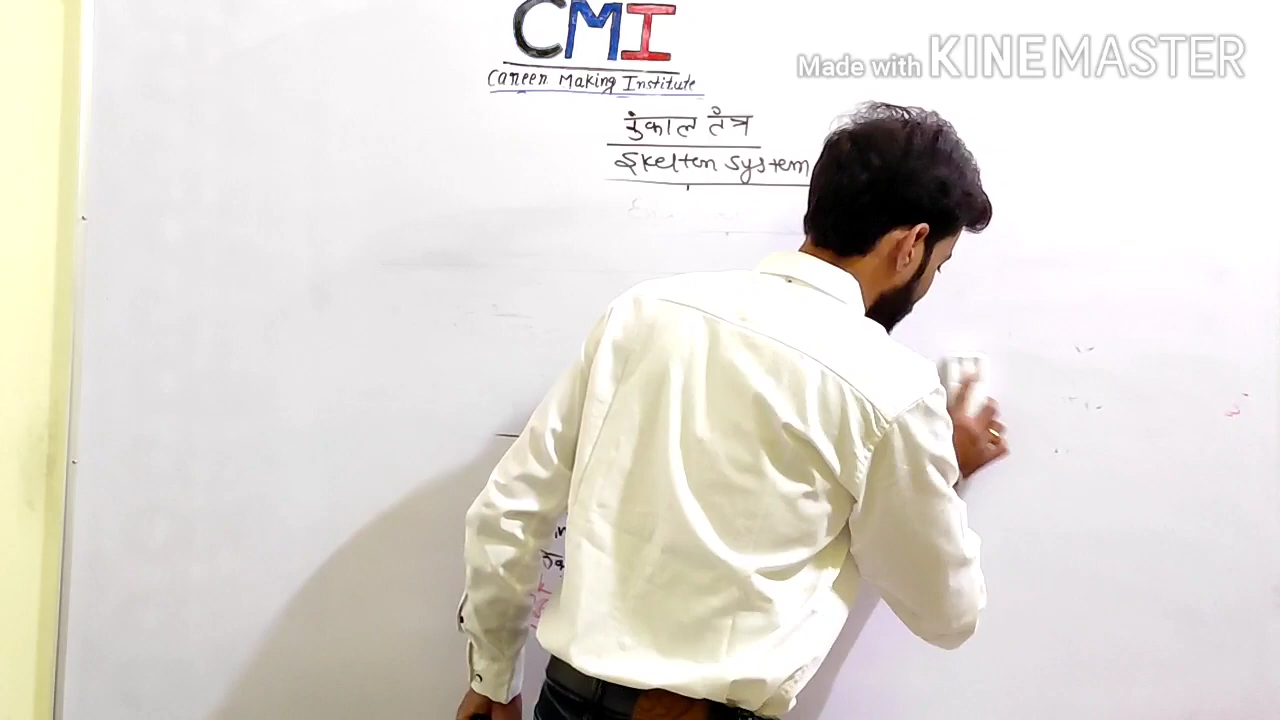 CMI
Made with KINEMASTER
Career Making Institute
कंकाल तंत्र
Skelten System